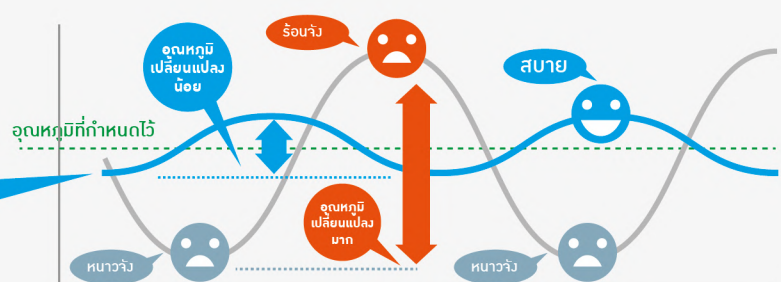 ร้อนจัง
อุณหภูมิ
เปลี่ยนแปลง
น้อย
สบาย
อุณหภูมิที่กำหนดไว้
อุณหภูมิ
เปลี่ยนแปลง
มาก
หนาวจัง
หนาวจัง